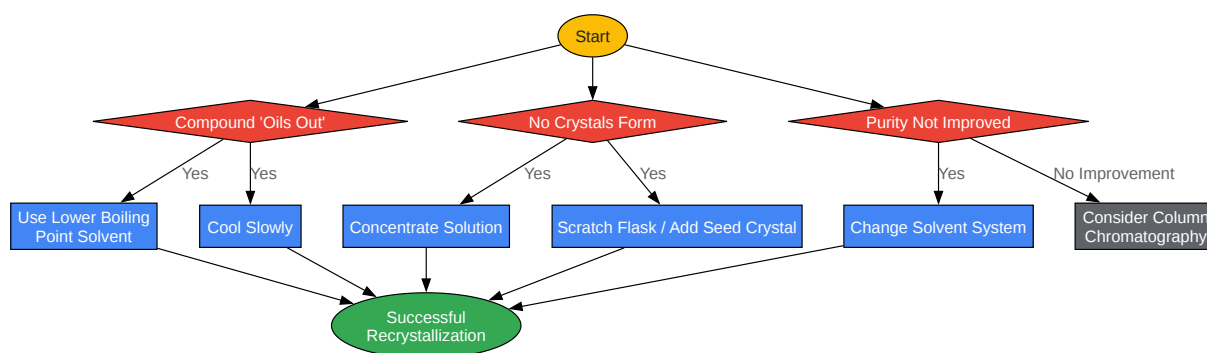 Start
Compound 'Oils Out'
No Crystals Form
Purity Not Improved
Yes
Yes
Yes
Yes
Yes
No Improvement
Use Lower Boiling
Point Solvent
Cool Slowly
Concentrate Solution
Scratch Flask / Add Seed Crystal
Change Solvent System
Consider Column
Chromatography
Successful
Recrystallization